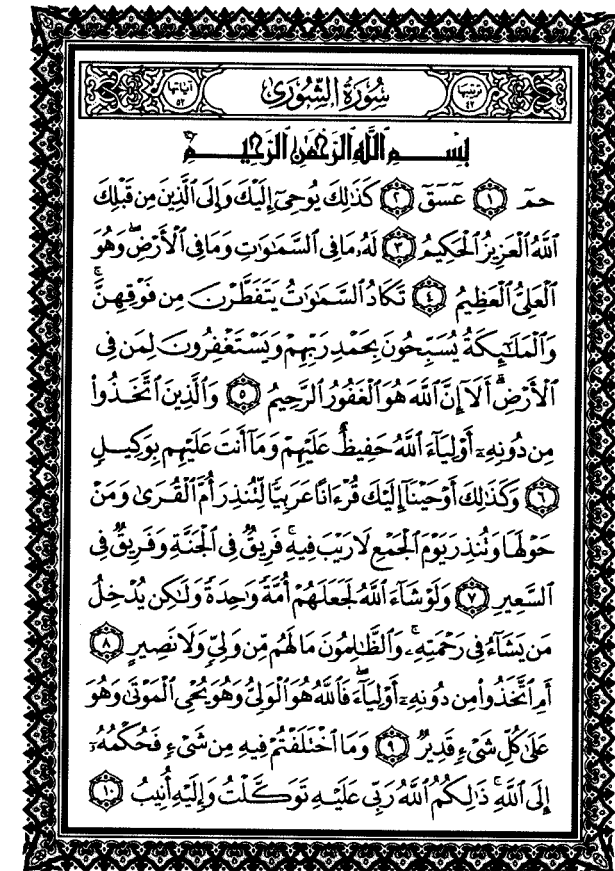 ترتيبها ٤٢ سُورَةُ الشُّورَىٰ آياتها ٥٣
بِسْمِ ٱللَّهِ ٱلرَّحْمَٰنِ ٱلرَّحِيمِ
حمٓ ۝١ عٓسٓقٓ ۝٢ كَذَٰلِكَ يُوحِىٓ إِلَيْكَ وَإِلَى ٱلَّذِينَ مِن قَبْلِكَ
ٱللَّهُ ٱلْعَزِيزُ ٱلْحَكِيمُ ۝٣ لَهُۥ مَا فِى ٱلسَّمَٰوَٰتِ وَمَا فِى ٱلْأَرْضِ ۖ وَهُوَ
ٱلْعَلِىُّ ٱلْعَظِيمُ ۝٤ تَكَادُ ٱلسَّمَٰوَٰتُ يَتَفَطَّرْنَ مِن فَوْقِهِنَّ ۚ
وَٱلْمَلَٰٓئِكَةُ يُسَبِّحُونَ بِحَمْدِ رَبِّهِمْ وَيَسْتَغْفِرُونَ لِمَن فِى
ٱلْأَرْضِ ۗ أَلَآ إِنَّ ٱللَّهَ هُوَ ٱلْغَفُورُ ٱلرَّحِيمُ ۝٥ وَٱلَّذِينَ ٱتَّخَذُوا۟
مِن دُونِهِۦٓ أَوْلِيَآءَ ٱللَّهُ حَفِيظٌ عَلَيْهِمْ وَمَآ أَنتَ عَلَيْهِم بِوَكِيلٍ
۝٦ وَكَذَٰلِكَ أَوْحَيْنَآ إِلَيْكَ قُرْءَانًا عَرَبِيًّا لِّتُنذِرَ أُمَّ ٱلْقُرَىٰ وَمَنْ
حَوْلَهَا وَتُنذِرَ يَوْمَ ٱلْجَمْعِ لَا رَيْبَ فِيهِ ۚ فَرِيقٌ فِى ٱلْجَنَّةِ وَفَرِيقٌ فِى
ٱلسَّعِيرِ ۝٧ وَلَوْ شَآءَ ٱللَّهُ لَجَعَلَهُمْ أُمَّةً وَٰحِدَةً وَلَٰكِن يُدْخِلُ
مَن يَشَآءُ فِى رَحْمَتِهِۦ ۚ وَٱلظَّٰلِمُونَ مَا لَهُم مِّن وَلِىٍّ وَلَا نَصِيرٍ ۝٨
أَمِ ٱتَّخَذُوا۟ مِن دُونِهِۦٓ أَوْلِيَآءَ ۖ فَٱللَّهُ هُوَ ٱلْوَلِىُّ وَهُوَ يُحْىِ ٱلْمَوْتَىٰ وَهُوَ
عَلَىٰ كُلِّ شَىْءٍ قَدِيرٌ ۝٩ وَمَا ٱخْتَلَفْتُمْ فِيهِ مِن شَىْءٍ فَحُكْمُهُۥٓ
إِلَى ٱللَّهِ ۚ ذَٰلِكُمُ ٱللَّهُ رَبِّى عَلَيْهِ تَوَكَّلْتُ وَإِلَيْهِ أُنِيبُ ۝١٠